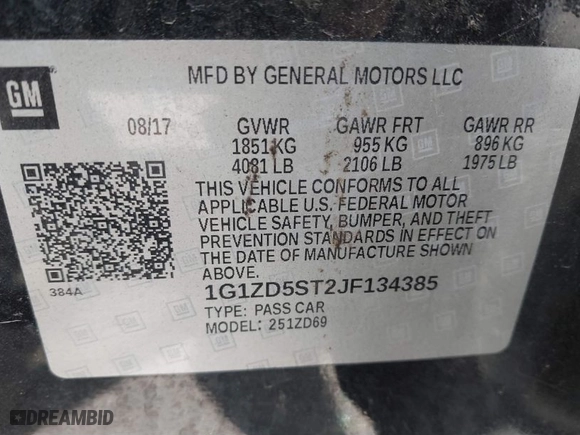 GM
MFD BY GENERAL MOTORS LLC
08/17 GVWR GAWR FRT GAWR RR
1851 KG 955 KG 896 KG
4081 LB 2106 LB 1975 LB
THIS VEHICLE CONFORMS TO ALL
APPLICABLE U.S. FEDERAL MOTOR
VEHICLE SAFETY, BUMPER, AND THEFT
PREVENTION STANDARDS IN EFFECT
ON THE DATE OF MANUFACTURE SHOWN
ABOVE.
384A
1G1ZD5ST2JF134385
TYPE: PASS CAR
MODEL: 251ZD69
DREAMBID